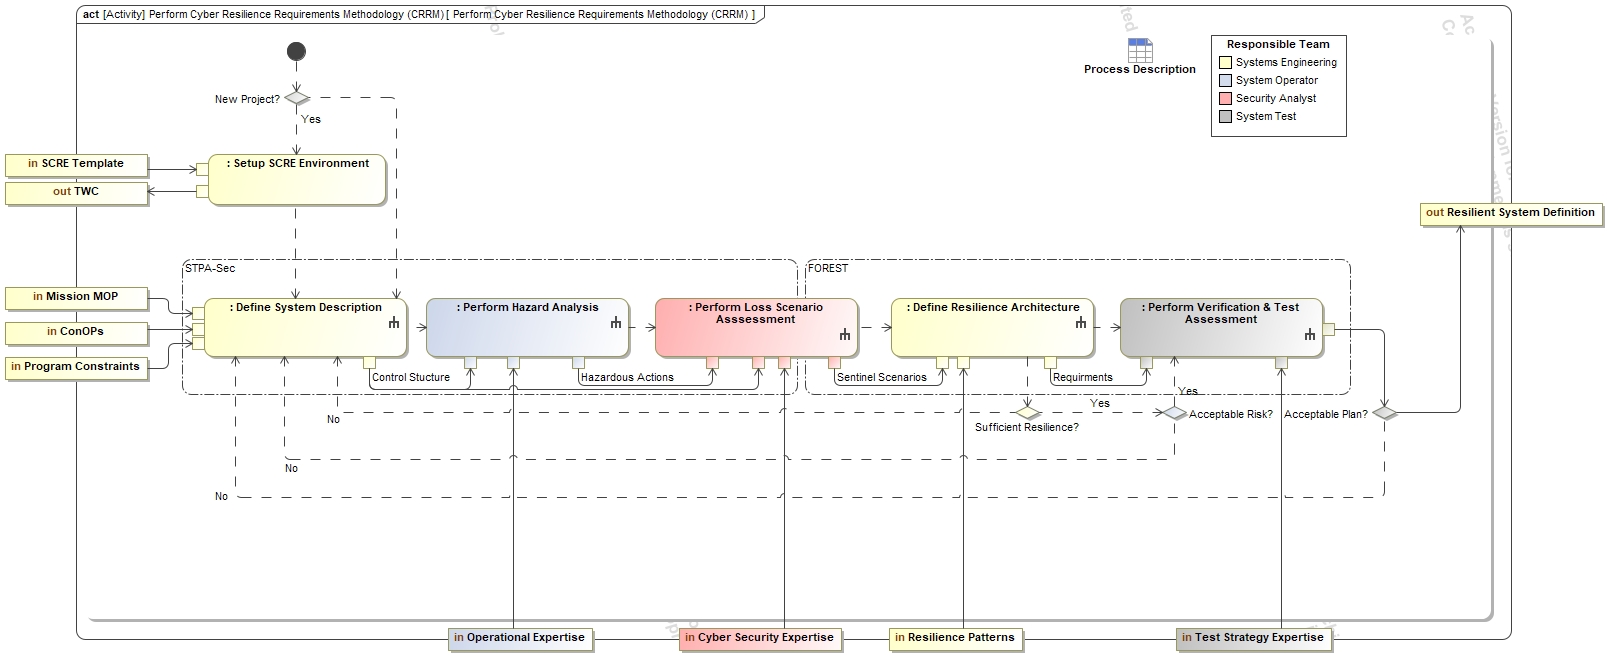 act [Activity] Perform Cyber Resilience Requirements Methodology (CRRM) [ Perform Cyber Resilience Requirements Methodology (CRRM) ]
Process Description
Responsible Team
Systems Engineering
System Operator
Security Analyst
System Test
New Project?
Yes
in SCRE Template
out TWC
: Setup SCRE Environment
out Resilient System Definition
STPA-Sec
FOREST
in Mission MOP
in ConOPs
in Program Constraints
: Define System Description
: Perform Hazard Analysis
: Perform Loss Scenario
Asssessment
: Define Resilience Architecture
: Perform Verification & Test
Assessment
Control Stucture
Hazardous Actions
Sentinel Scenarios
Requirments
Yes
Yes
No
Sufficient Resilience?
Acceptable Risk?
Acceptable Plan?
No
No
in Operational Expertise
in Cyber Security Expertise
in Resilience Patterns
in Test Strategy Expertise